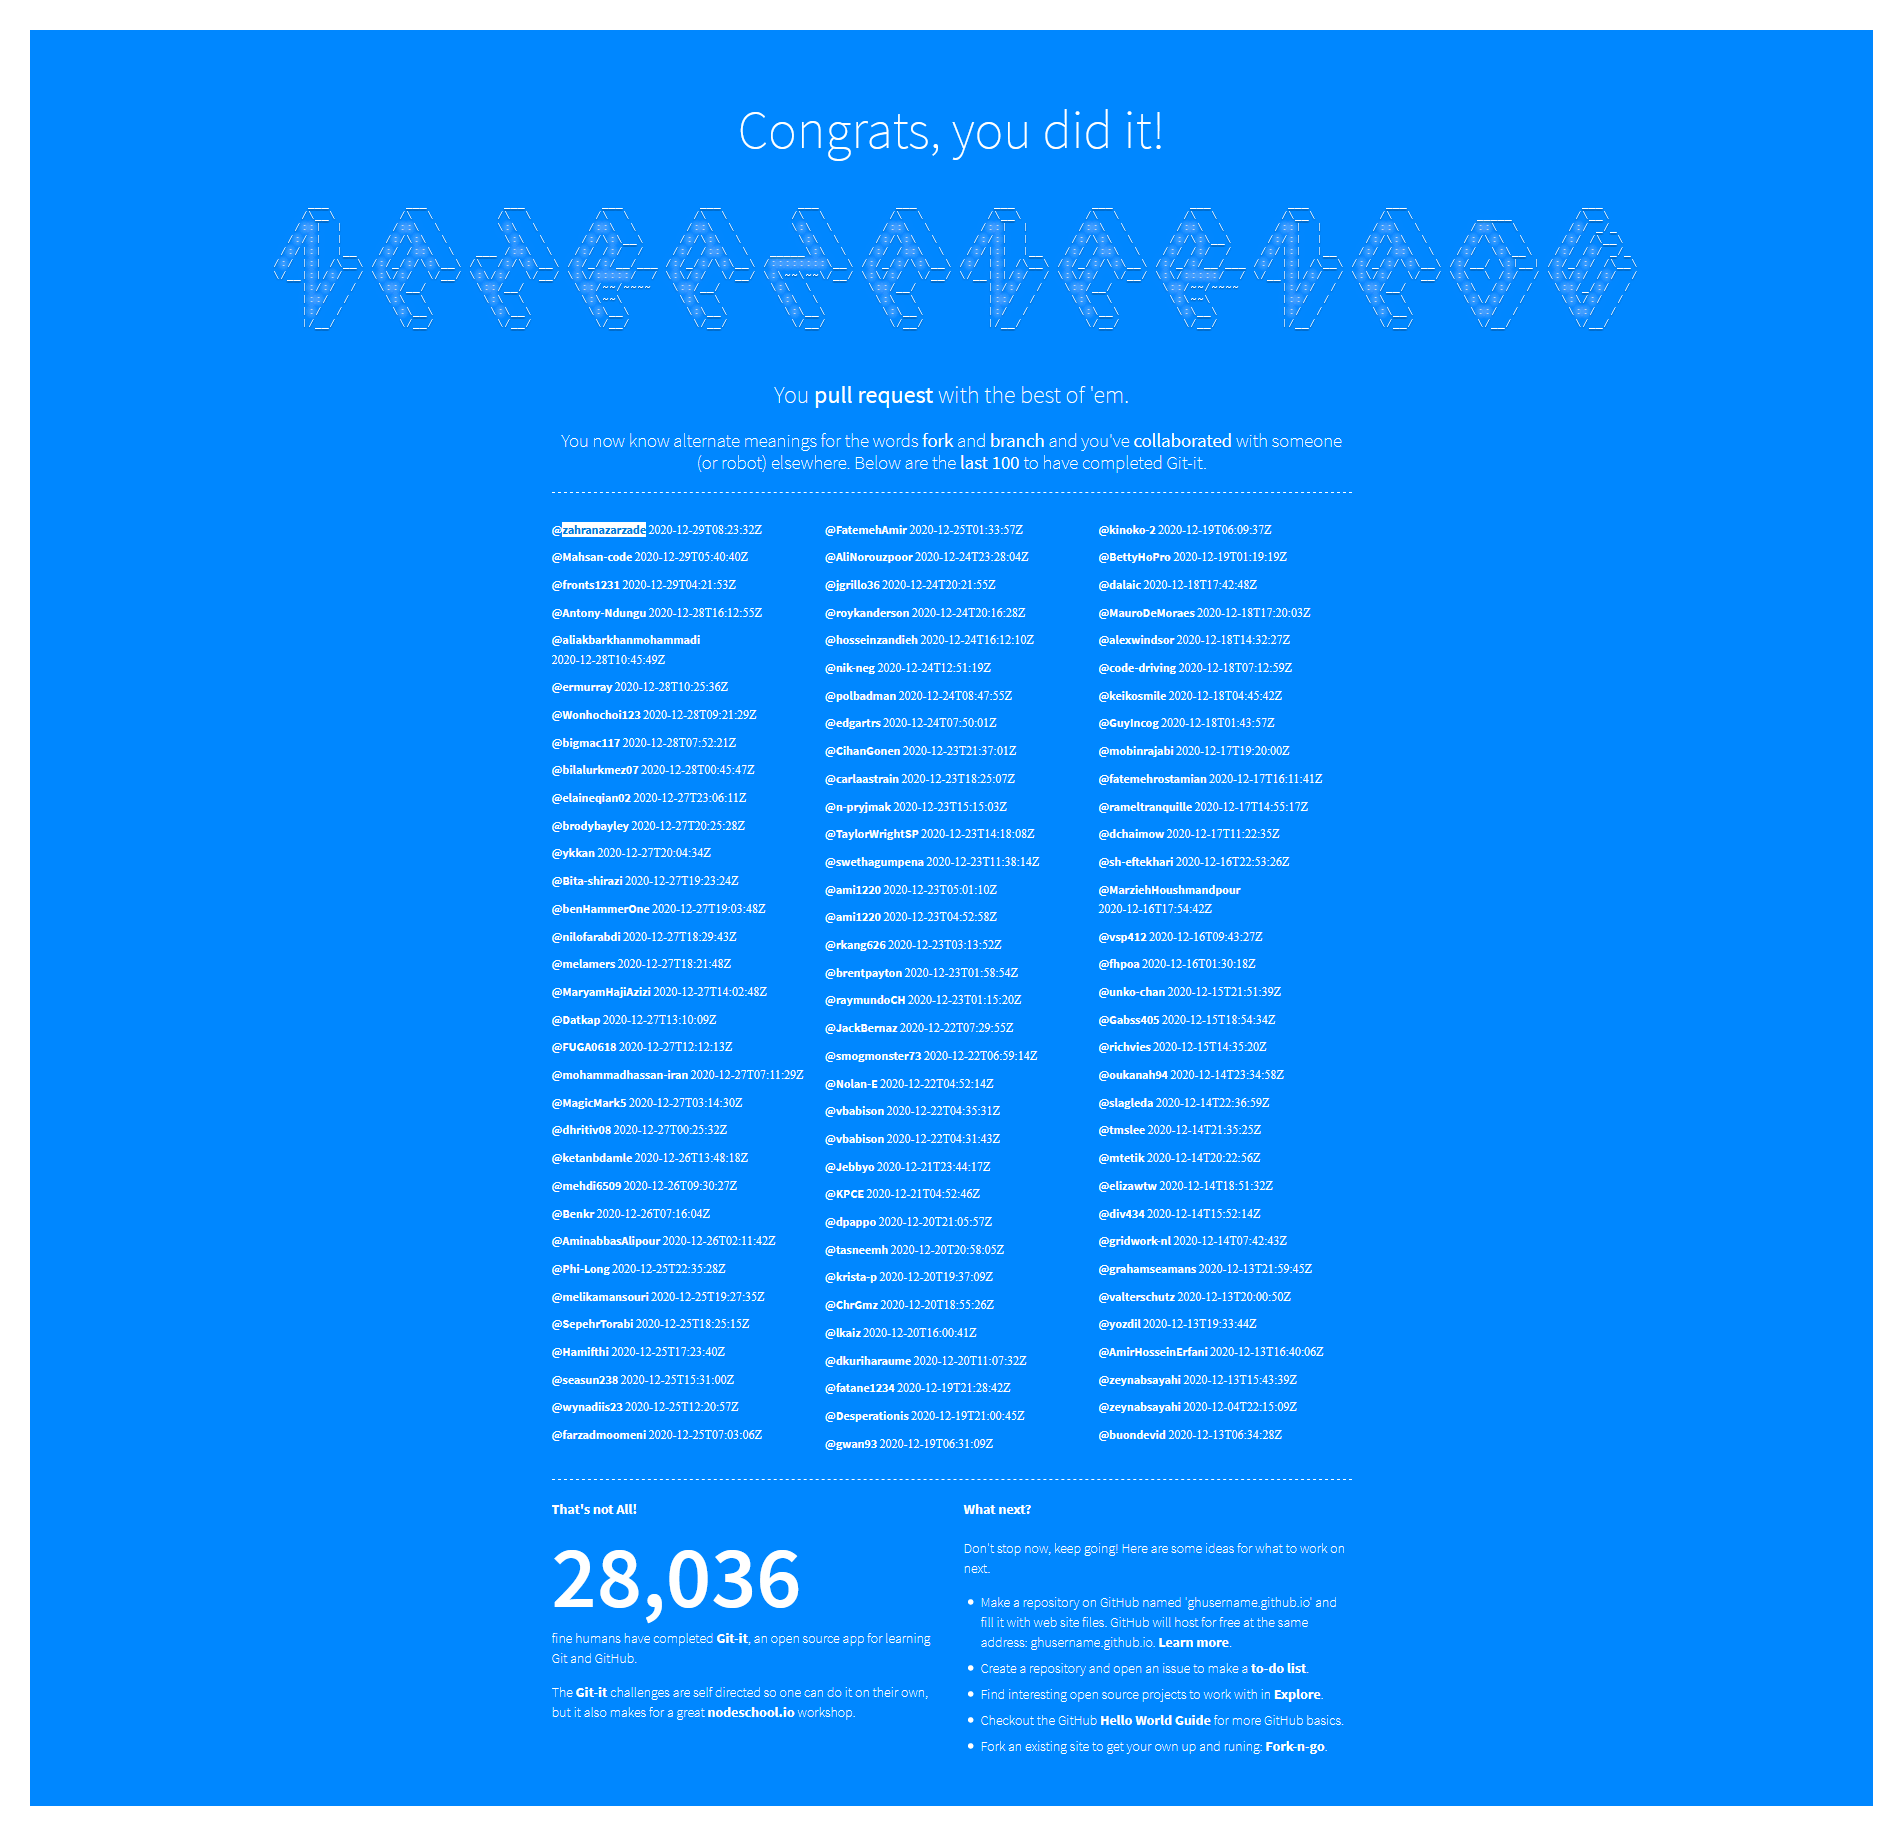 Congrats, you did it!
You pull request with the best of 'em.
You now know alternate meanings for the words fork and branch and you've collaborated with someone
(or robot) elsewhere. Below are the last 100 to have completed Git-it.
@zahranazarzade 2020-12-29T08:23:32Z
@Mahsan-code 2020-12-29T05:40:40Z
@fronts1231 2020-12-29T04:21:53Z
@Antony-Ndungu 2020-12-28T16:12:55Z
@aliakbarkhanmohammadi
2020-12-28T10:45:49Z
@ermurray 2020-12-28T10:25:36Z
@Wonhochoi123 2020-12-28T09:21:29Z
@bigmac117 2020-12-28T07:52:21Z
@bilalurkmez07 2020-12-28T00:45:47Z
@elaineqian02 2020-12-27T23:06:11Z
@brodybayley 2020-12-27T20:25:28Z
@ykkan 2020-12-27T20:04:34Z
@Bita-shirazi 2020-12-27T19:23:24Z
@benHammerOne 2020-12-27T19:03:48Z
@nilofarabdi 2020-12-27T18:29:43Z
@melamers 2020-12-27T18:21:48Z
@MaryamHajiAzizi 2020-12-27T14:02:48Z
@Datkap 2020-12-27T13:10:09Z
@FUGA0618 2020-12-27T12:12:13Z
@mohammadhassan-iran 2020-12-27T07:11:29Z
@MagicMark5 2020-12-27T03:14:30Z
@dhritiv08 2020-12-27T00:25:32Z
@ketanbdamle 2020-12-26T13:48:18Z
@mehdi6509 2020-12-26T09:30:27Z
@Benkr 2020-12-26T07:16:04Z
@AminabbasAlipour 2020-12-26T02:11:42Z
@Phi-Long 2020-12-25T22:35:28Z
@melikamansouri 2020-12-25T19:27:35Z
@SepehrTorabi 2020-12-25T18:25:15Z
@Hamifthi 2020-12-25T17:23:40Z
@seasun238 2020-12-25T15:31:00Z
@wynadiis23 2020-12-25T12:20:57Z
@farzadmoomeni 2020-12-25T07:03:06Z
@FatemehAmir 2020-12-25T01:33:57Z
@AliNorouzpoor 2020-12-24T23:28:04Z
@jgrillo36 2020-12-24T20:21:55Z
@roykanderson 2020-12-24T20:16:28Z
@hosseinzandieh 2020-12-24T16:12:10Z
@nik-neg 2020-12-24T12:51:19Z
@polbadman 2020-12-24T08:47:55Z
@edgartrs 2020-12-24T07:50:01Z
@CihanGonen 2020-12-23T21:37:01Z
@carlaastrain 2020-12-23T18:25:07Z
@n-pryjmak 2020-12-23T15:15:03Z
@TaylorWrightSP 2020-12-23T14:18:08Z
@swethagumpena 2020-12-23T11:38:14Z
@ami1220 2020-12-23T05:01:10Z
@ami1220 2020-12-23T04:52:58Z
@rkang626 2020-12-23T03:13:52Z
@brentpayton 2020-12-23T01:58:54Z
@raymundoCH 2020-12-23T01:15:20Z
@JackBernaz 2020-12-22T07:29:55Z
@smogmonster73 2020-12-22T06:59:14Z
@Nolan-E 2020-12-22T04:52:14Z
@vbabison 2020-12-22T04:35:31Z
@vbabison 2020-12-22T04:31:43Z
@Jebbyo 2020-12-21T23:44:17Z
@KPCE 2020-12-21T04:52:46Z
@dpappo 2020-12-20T21:05:57Z
@tasneemh 2020-12-20T20:58:05Z
@krista-p 2020-12-20T19:37:09Z
@ChrGmz 2020-12-20T18:55:26Z
@lkaiz 2020-12-20T16:00:41Z
@dkuriharaume 2020-12-20T11:07:32Z
@fatane1234 2020-12-19T21:28:42Z
@Desperationis 2020-12-19T21:00:45Z
@gwan93 2020-12-19T06:31:09Z
@kinoko-2 2020-12-19T06:09:37Z
@BettyHoPro 2020-12-19T01:19:19Z
@dalaic 2020-12-18T17:42:48Z
@MauroDeMoraes 2020-12-18T17:20:03Z
@alexwindsor 2020-12-18T14:32:27Z
@code-driving 2020-12-18T07:12:59Z
@keikosmile 2020-12-18T04:45:42Z
@GuyIncog 2020-12-18T01:43:57Z
@mobinrajabi 2020-12-17T19:20:00Z
@fatemehrostamian 2020-12-17T16:11:41Z
@rameltranquille 2020-12-17T14:55:17Z
@dchaimow 2020-12-17T11:22:35Z
@sh-eftekhari 2020-12-16T22:53:26Z
@MarziehHoushmandpour
2020-12-16T17:54:42Z
@vsp412 2020-12-16T09:43:27Z
@fhpoa 2020-12-16T01:30:18Z
@unko-chan 2020-12-15T21:51:39Z
@Gabss405 2020-12-15T18:54:34Z
@richvies 2020-12-15T14:35:20Z
@oukanah94 2020-12-14T23:34:58Z
@slagleda 2020-12-14T22:36:59Z
@tmslee 2020-12-14T21:35:25Z
@mtetik 2020-12-14T20:22:56Z
@elizawtw 2020-12-14T18:51:32Z
@div434 2020-12-14T15:52:14Z
@gridwork-nl 2020-12-14T07:42:43Z
@grahamseamans 2020-12-13T21:59:45Z
@valterschutz 2020-12-13T20:00:50Z
@yozdil 2020-12-13T19:33:44Z
@AmirHosseinErfani 2020-12-13T16:40:06Z
@zeynabsayahi 2020-12-13T15:43:39Z
@zeynabsayahi 2020-12-04T22:15:09Z
@buondevid 2020-12-13T06:34:28Z
That's not All!
28,036
fine humans have completed Git-it, an open source app for learning
Git and GitHub.
The Git-it challenges are self directed so one can do it on their own,
but it also makes for a great nodeschool.io workshop.
What next?
Don't stop now, keep going! Here are some ideas for what to work on
next.
• Make a repository on GitHub named 'ghusername.github.io' and
fill it with web site files. GitHub will host for free at the same
address: ghusername.github.io. Learn more.
• Create a repository and open an issue to make a to-do list.
• Find interesting open source projects to work with in Explore.
• Checkout the GitHub Hello World Guide for more GitHub basics.
• Fork an existing site to get your own up and runing: Fork-n-go.